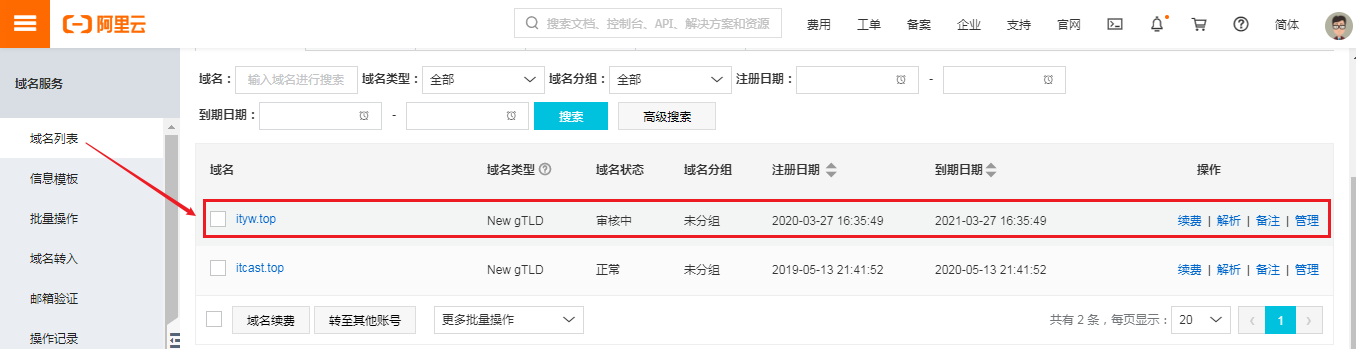 阿里云 搜索文档、控制台、API、解决方案和资源 费用 工单 备案 企业 支持 官网 简体
域名服务
域名列表
信息模板
批量操作
域名转入
邮箱验证
操作记录
域名： 输入域名进行搜索 域名类型： 全部 域名分组： 全部 注册日期： -
到期日期： - 搜索 高级搜索
域名 域名类型 域名状态 域名分组 注册日期 到期日期 操作
ityw.top New gTLD 审核中 未分组 2020-03-27 16:35:49 2021-03-27 16:35:49 续费 | 解析 | 备注 | 管理
itcast.top New gTLD 正常 未分组 2019-05-13 21:41:52 2020-05-13 21:41:52 续费 | 解析 | 备注 | 管理
域名续费 转至其他账号 更多批量操作 共有 2 条，每页显示： 20 ‹ 1 ›